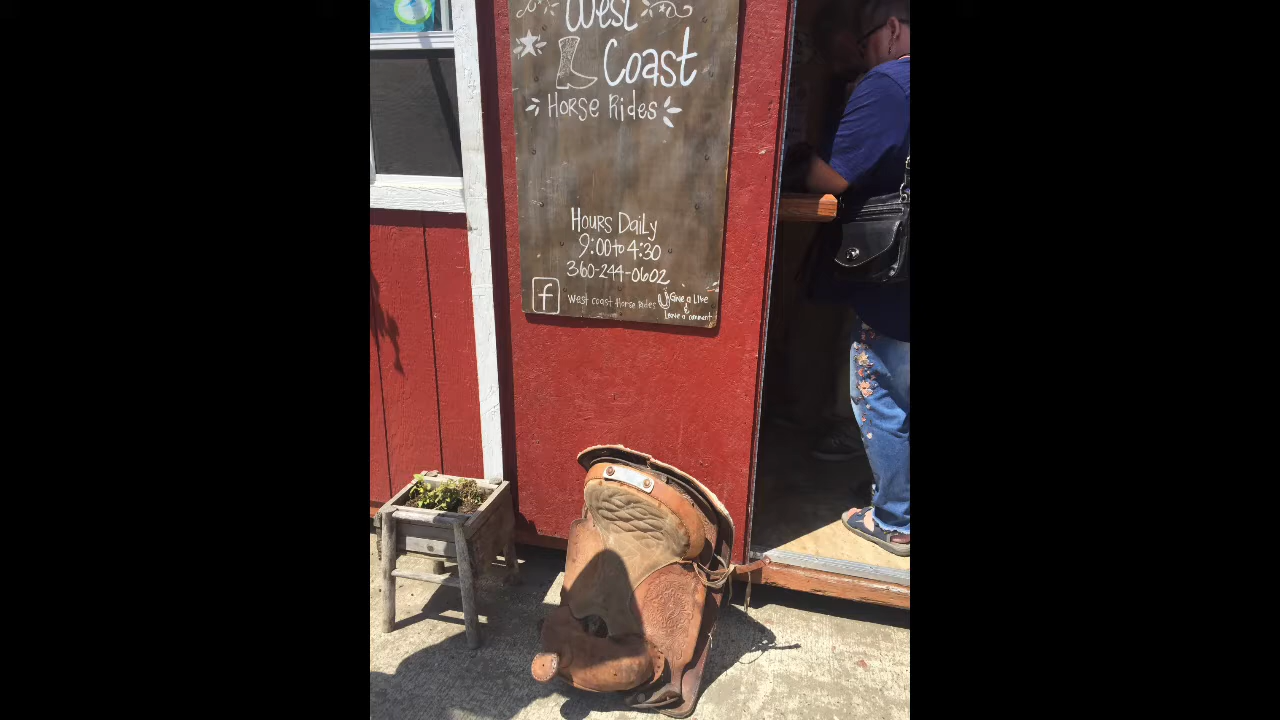 West
Coast
Horse Rides
Hours Daily
9:00 to 4:30
360-244-0602
f West coast Horse Rides Give a Like
&
Leave a comment